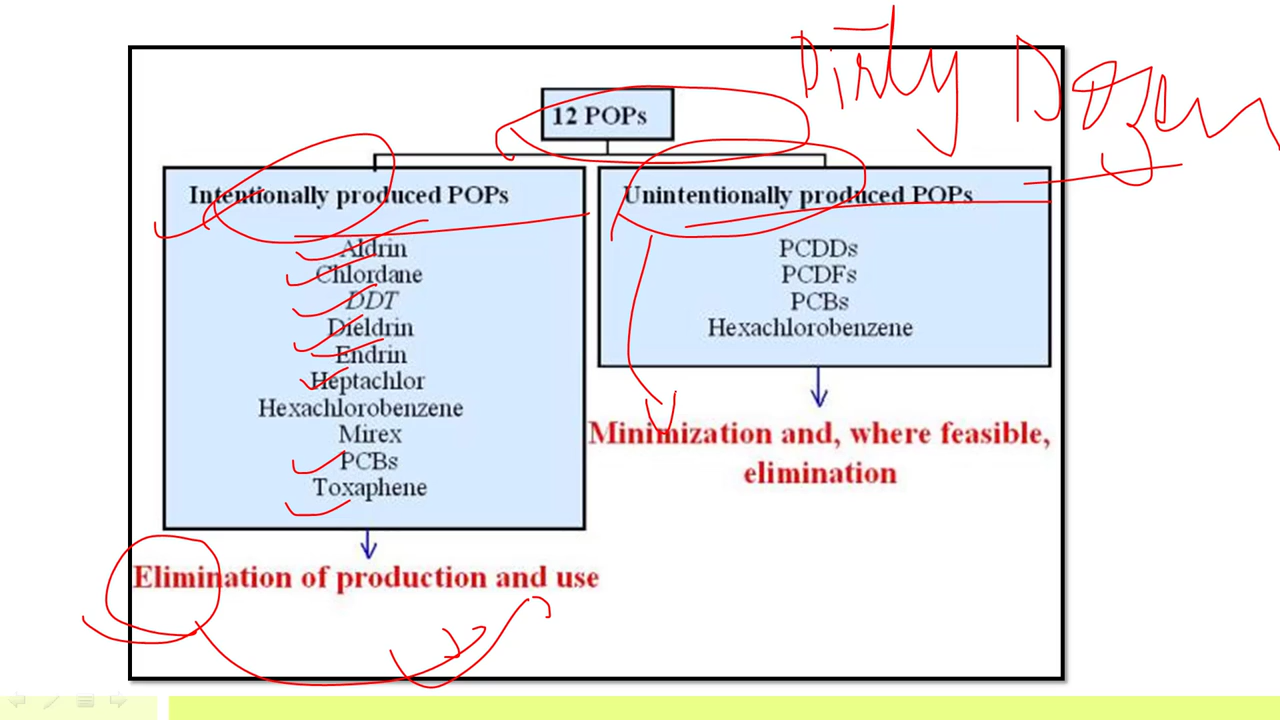 Dirty Dozen
12 POPs
Intentionally produced POPs
Aldrin
Chlordane
DDT
Dieldrin
Endrin
Heptachlor
Hexachlorobenzene
Mirex
PCBs
Toxaphene
Elimination of production and use
Unintentionally produced POPs
PCDDs
PCDFs
PCBs
Hexachlorobenzene
Minimization and, where feasible,
elimination